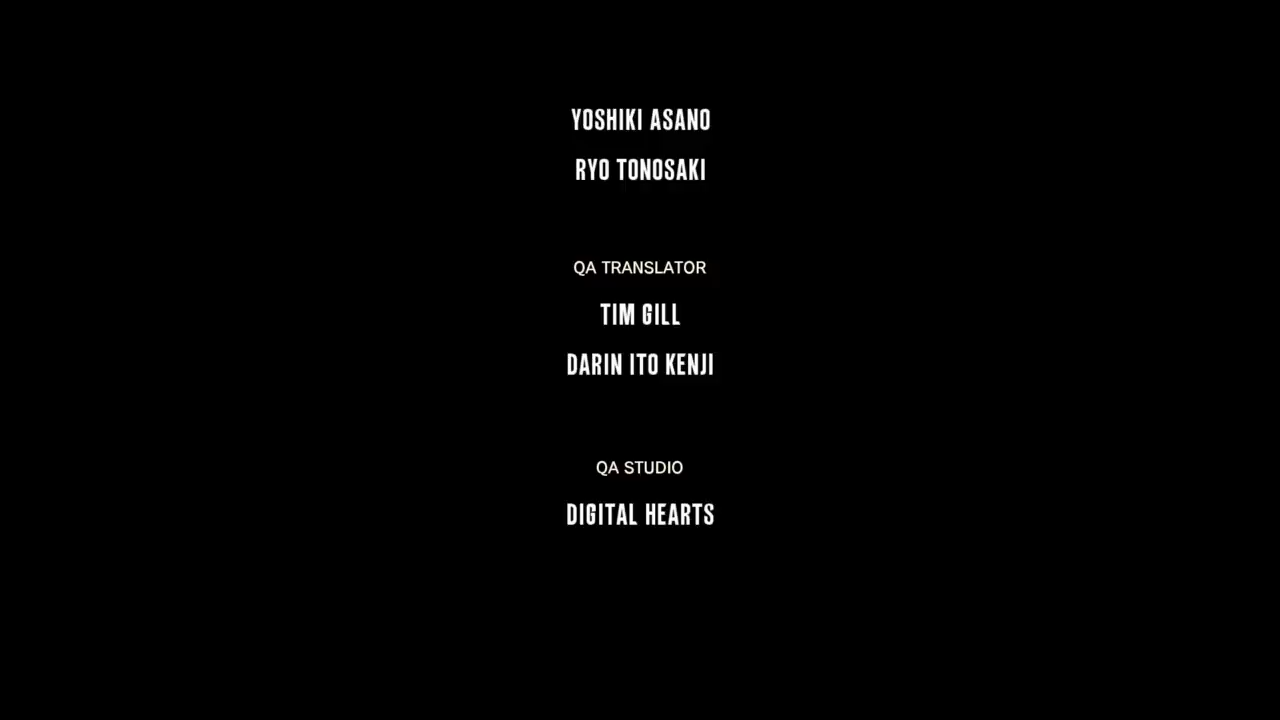 YOSHIKI ASANO
RYO TONOSAKI
QA TRANSLATOR
TIM GILL
DARIN ITO KENJI
QA STUDIO
DIGITAL HEARTS